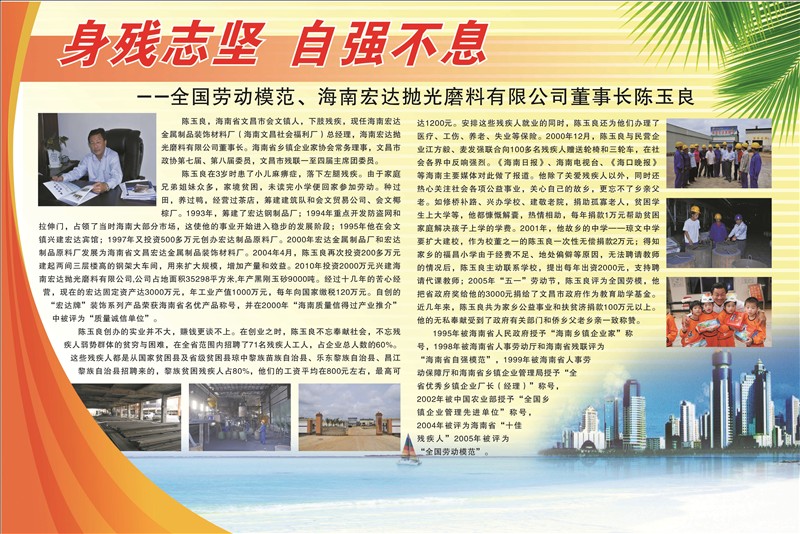 身残志坚 自强不息
——全国劳动模范、海南宏达抛光磨料有限公司董事长陈玉良
陈玉良，海南省文昌市会文镇人，下肢残疾，现任海南宏达
金属制品装饰材料厂（海南文昌社会福利厂）总经理，海南宏达抛
光磨料有限公司董事长。海南省乡镇企业家协会常务理事，文昌市
政协第七届、第八届委员，文昌市残联一至四届主席团委员。
陈玉良在3岁时患了小儿麻痹症，落下左腿残疾。由于家庭
兄弟姐妹众多，家境贫困，未读完小学便回家参加劳动。种过
田，养过鸭，经营过茶店，筹建建筑队和会文贸易公司、会文椰
棕厂。1993年，筹建了宏达钢制品厂；1994年重点开发防盗网和
拉伸门，占领了当时海南大部分市场，这使他的事业开始进入稳步的发展阶段；1995年他在会文
镇兴建宏达宾馆；1997年又投资500多万元创办宏达制品原料厂。2000年宏达金属制品厂和宏达
制品原料厂发展为海南省文昌宏达金属制品装饰材料厂。2004年4月，陈玉良再次投资200多万元
建起两间三层楼高的钢架大车间，用来扩大规模，增加产量和效益。2010年投资2000万元兴建海
南宏达抛光磨料有限公司,公司占地面积35298平方米,年产黑刚玉砂9000吨。经过十几年的苦心经
营，现在的宏达固定资产达3000万元，年工业产值1000万元，每年向国家缴税120万元。自创的
“宏达牌”装饰系列产品荣获海南省名优产品称号，并在2000年“海南质量信得过产业推介”
中被评为“质量诚信单位”。
陈玉良创办的实业并不大，赚钱更谈不上。在创业之时，陈玉良不忘奉献社会，不忘残
疾人弱势群体的贫穷与困难，在全省范围内招聘了71名残疾人工人，占企业总人数的60%。
这些残疾人都是从国家贫困县及省级贫困县琼中黎族苗族自治县、乐东黎族自治县、昌江
黎族自治县招聘来的，黎族贫困残疾人占80%，他们的工资平均在800元左右，最高可
达1200元。安排这些残疾人就业的同时，陈玉良还为他们办理了
医疗、工伤、养老、失业等保险。2000年12月，陈玉良与民营企
业江方毅、麦发强联合向100多名残疾人赠送轮椅和三轮车，在社
会各界中反响强烈。《海南日报》、海南电视台、《海口晚报》
等海南主要媒体对此做了报道。他除了关爱残疾人以外，同时还
热心关注社会各项公益事业，关心自己的故乡，更忘不了乡亲父
老。如修桥补路、兴办学校、建敬老院，捐助孤寡老人，贫困学
生上大学等，他都慷慨解囊，热情相助，每年捐款1万元帮助贫困
家庭解决孩子上学的学费。2001年，他故乡的中学——琼文中学
要扩大建校，作为校董之一的陈玉良一次性无偿捐款2万元；得知
家乡的福昌小学由于经费不足、地处偏僻等原因，无法聘请教师
的情况后，陈玉良主动联系学校，提出每年出资2000元，支持聘
请代课教师；2005年“五一”劳动节，陈玉良评为全国劳模，他
把省政府奖给他的3000元捐给了文昌市政府作为教育助学基金。
近几年来，陈玉良共为家乡公益事业和扶贫济捐款100万元以上。
他的无私奉献受到了政府有关部门和侨乡父老乡亲一致称赞。
1995年被海南省人民政府授予“海南乡镇企业家”称
号，1998年被海南省人事劳动厅和海南省残联评为
“海南省自强模范”，1999年被海南省人事劳
动保障厅和海南省乡镇企业管理局授予“全
省优秀乡镇企业厂长（经理）”称号，
2002年被中国农业部授予“全国乡
镇企业管理先进单位”称号，
2004年被评为海南省“十佳
残疾人”2005年被评为
“全国劳动模范”。